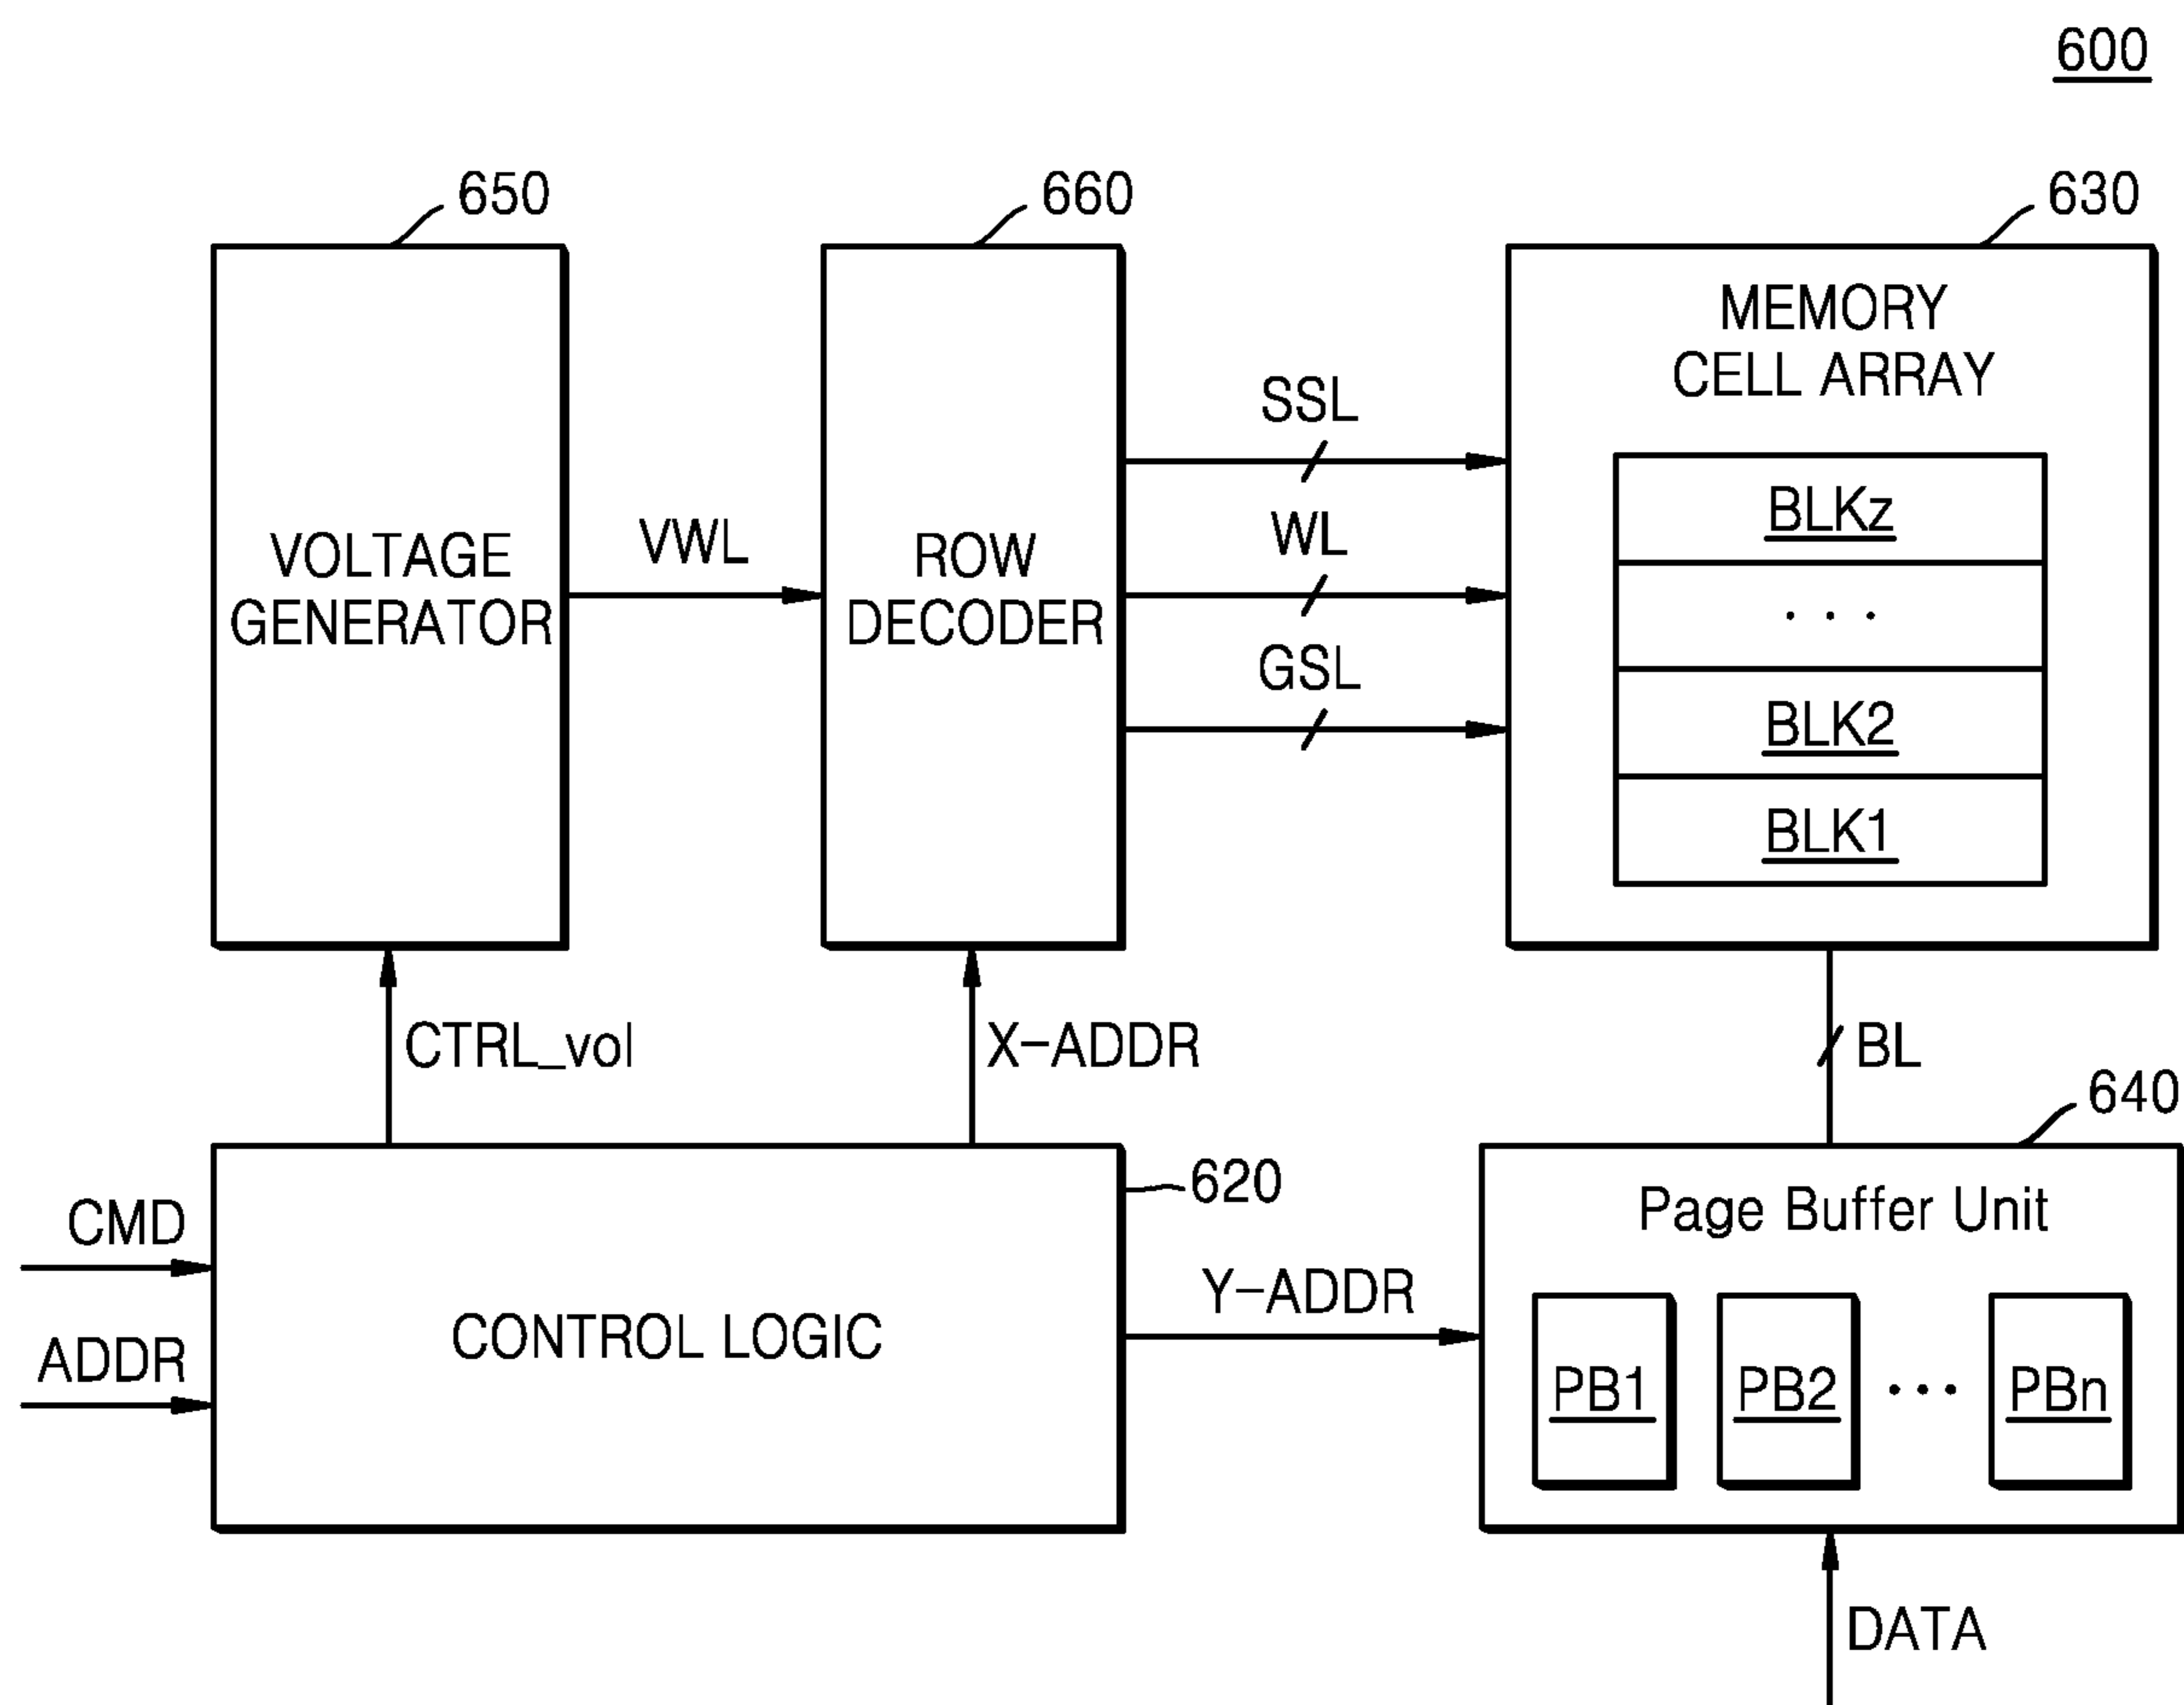 600
650
660
630
VOLTAGE
GENERATOR
VWL
ROW
DECODER
SSL
WL
GSL
MEMORY
CELL ARRAY
BLKz
. . .
BLK2
BLK1
CTRL_vol
X-ADDR
BL
640
620
CMD
ADDR
CONTROL LOGIC
Y-ADDR
Page Buffer Unit
PB1
PB2
...
PBn
DATA